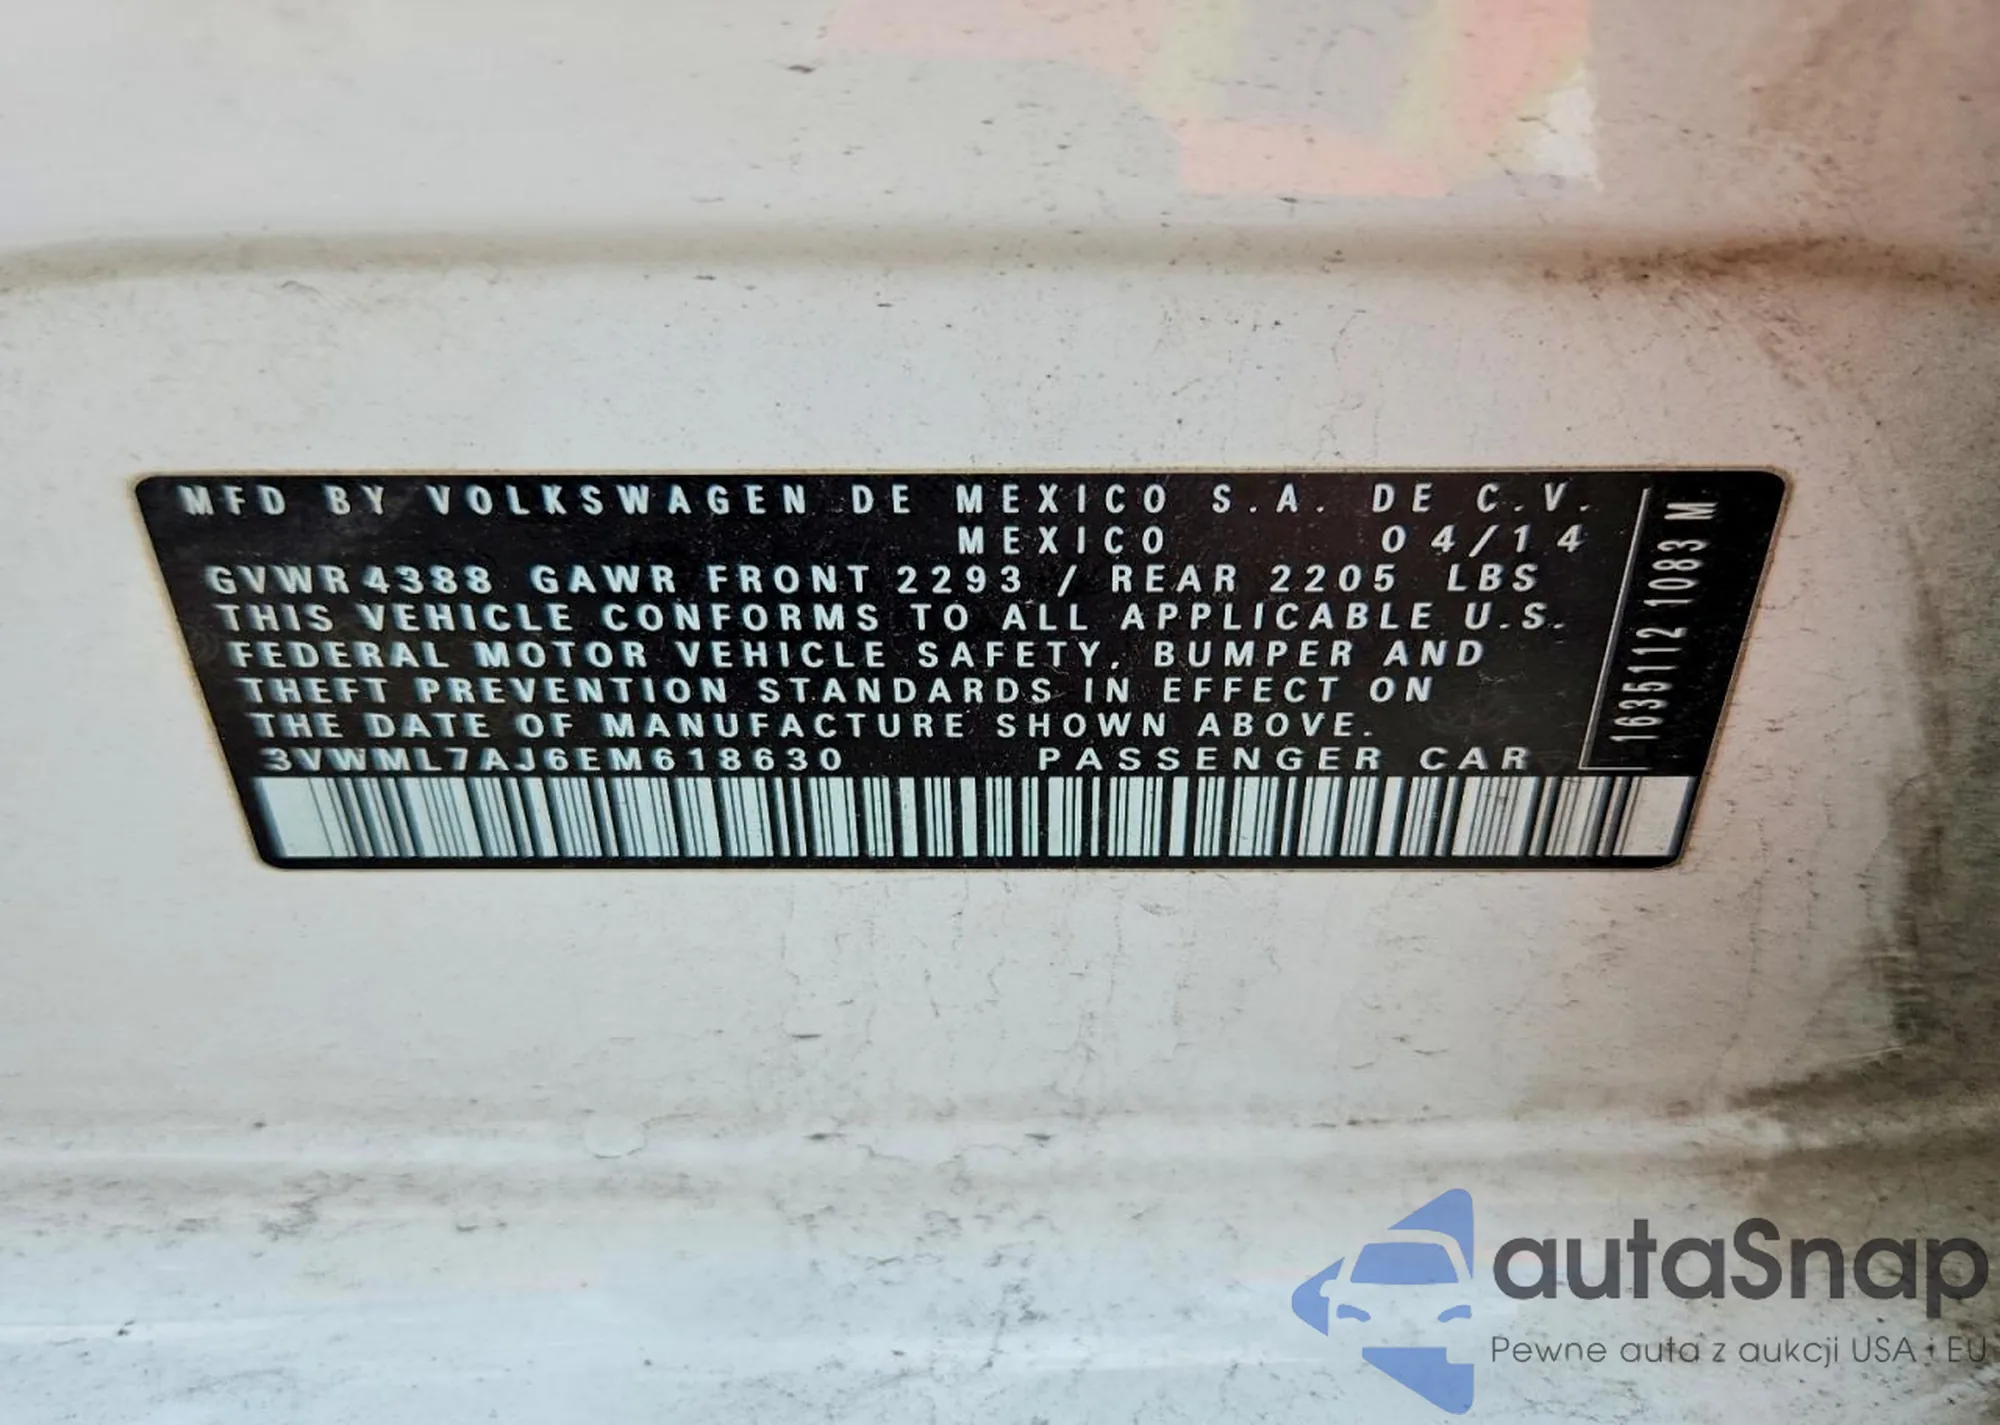 MFD BY VOLKSWAGEN DE MEXICO S.A. DE C.V.
MEXICO 04/14
GVWR 4388 GAWR FRONT 2293 / REAR 2205 LBS
THIS VEHICLE CONFORMS TO ALL APPLICABLE U.S.
FEDERAL MOTOR VEHICLE SAFETY, BUMPER AND
THEFT PREVENTION STANDARDS IN EFFECT ON
THE DATE OF MANUFACTURE SHOWN ABOVE.
3VWML7AJ6EM618630 PASSENGER CAR
1635112 1083 M
autaSnap
Pewne auta z aukcji USA i EU